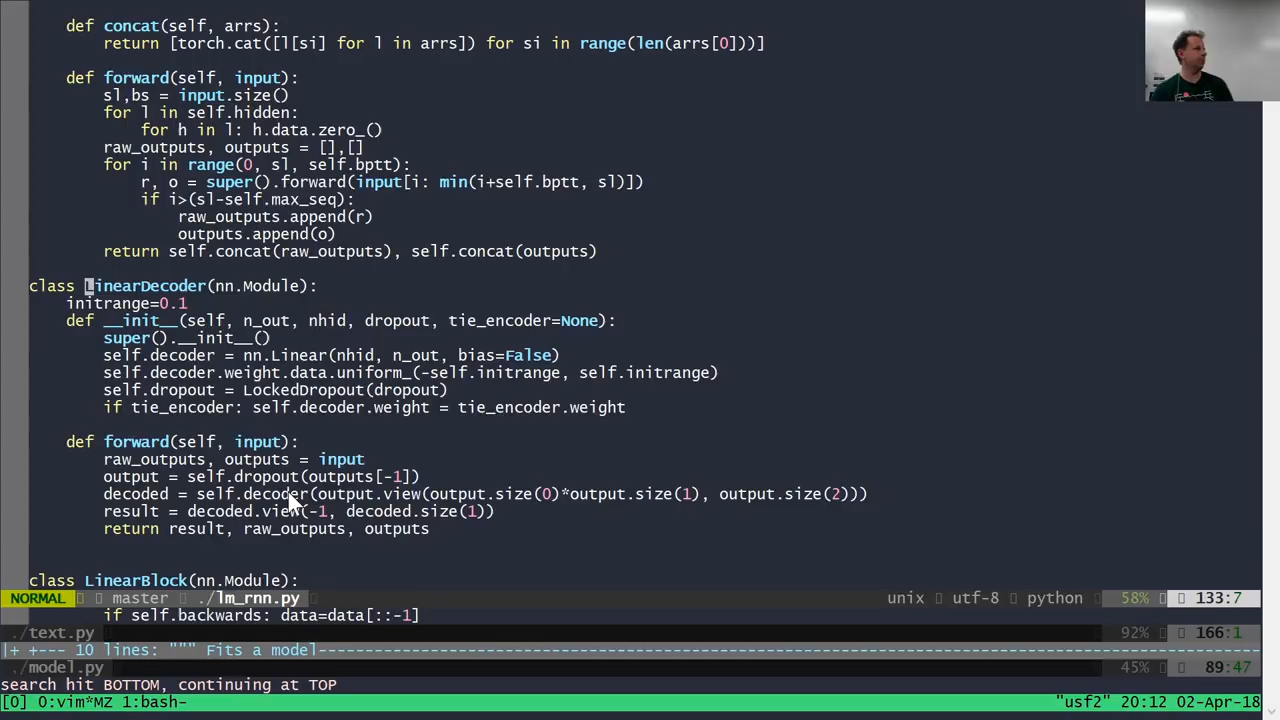 def concat(self, arrs):
        return [torch.cat([l[si] for l in arrs]) for si in range(len(arrs[0]))]

    def forward(self, input):
        sl,bs = input.size()
        for l in self.hidden:
            for h in l: h.data.zero_()
        raw_outputs, outputs = [],[]
        for i in range(0, sl, self.bptt):
            r, o = super().forward(input[i: min(i+self.bptt, sl)])
            if i>(sl-self.max_seq):
                raw_outputs.append(r)
                outputs.append(o)
        return self.concat(raw_outputs), self.concat(outputs)

class LinearDecoder(nn.Module):
    initrange=0.1
    def __init__(self, n_out, nhid, dropout, tie_encoder=None):
        super().__init__()
        self.decoder = nn.Linear(nhid, n_out, bias=False)
        self.decoder.weight.data.uniform_(-self.initrange, self.initrange)
        self.dropout = LockedDropout(dropout)
        if tie_encoder: self.decoder.weight = tie_encoder.weight

    def forward(self, input):
        raw_outputs, outputs = input
        output = self.dropout(outputs[-1])
        decoded = self.decoder(output.view(output.size(0)*output.size(1), output.size(2)))
        result = decoded.view(-1, decoded.size(1))
        return result, raw_outputs, outputs

class LinearBlock(nn.Module):
NORMAL master ./lm_rnn.py unix utf-8 python 58% 133:7
        if self.backwards: data=data[::-1]
./text.py 92% 166:1
|+ +--- 10 lines: """ Fits a model-----------------------------------------------------------------------------------------------------
./model.py 45% 89:47
search hit BOTTOM, continuing at TOP
[0] 0:vim*MZ 1:bash- "usf2" 20:12 02-Apr-18